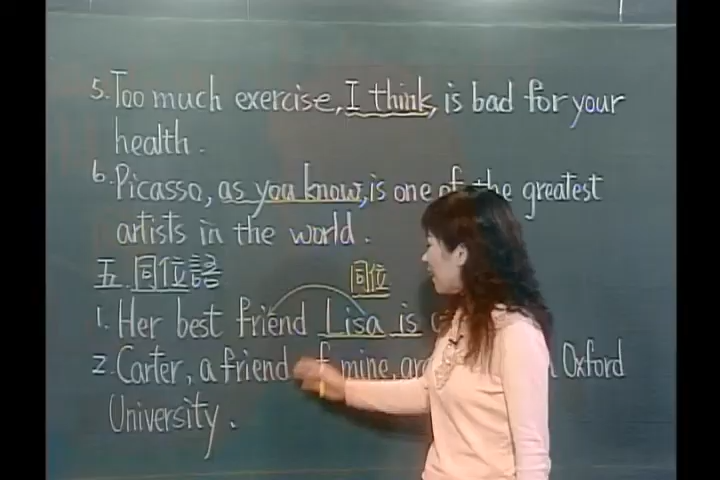 5. Too much exercise, I think, is bad for your
health.
6. Picasso, as you know, is one of the greatest
artists in the world.
五. 同位語
同位
1. Her best friend Lisa is
2. Carter, a friend of mine, Oxford
University.